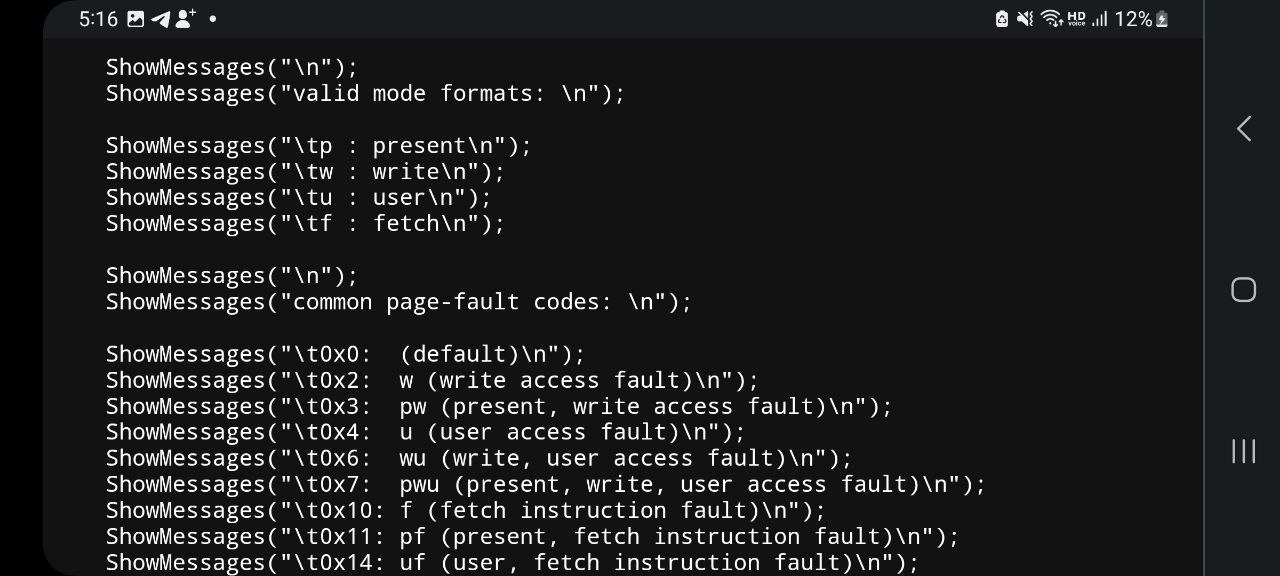 5:16
HD voice 12%
ShowMessages("\n");
ShowMessages("valid mode formats: \n");
ShowMessages("\tp : present\n");
ShowMessages("\tw : write\n");
ShowMessages("\tu : user\n");
ShowMessages("\tf : fetch\n");
ShowMessages("\n");
ShowMessages("common page-fault codes: \n");
ShowMessages("\t0x0:  (default)\n");
ShowMessages("\t0x2:  w (write access fault)\n");
ShowMessages("\t0x3:  pw (present, write access fault)\n");
ShowMessages("\t0x4:  u (user access fault)\n");
ShowMessages("\t0x6:  wu (write, user access fault)\n");
ShowMessages("\t0x7:  pwu (present, write, user access fault)\n");
ShowMessages("\t0x10: f (fetch instruction fault)\n");
ShowMessages("\t0x11: pf (present, fetch instruction fault)\n");
ShowMessages("\t0x14: uf (user, fetch instruction fault)\n");